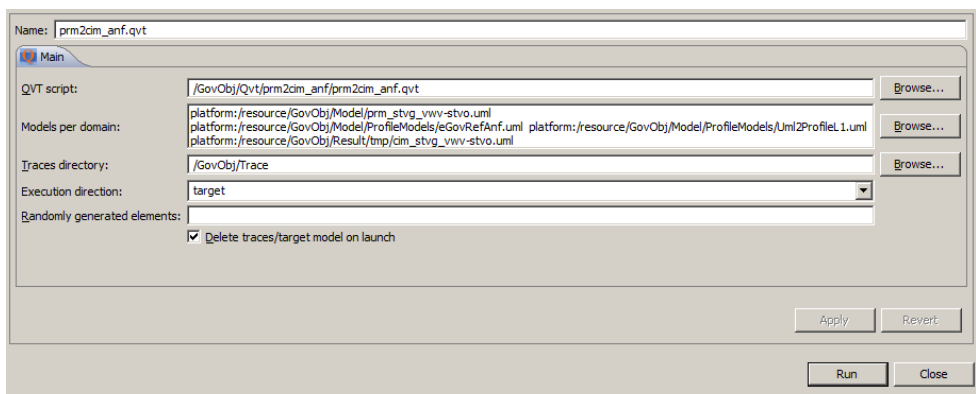 Name: prm2cim_anf.qvt
Main
QVT script: /GovObj/Qvt/prm2cim_anf/prm2cim_anf.qvt Browse...
platform:/resource/GovObj/Model/prm_stvg_vwv-stvo.uml
Models per domain: platform:/resource/GovObj/Model/ProfileModels/eGovRefAnf.uml platform:/resource/GovObj/Model/ProfileModels/Uml2ProfileL1.uml Browse...
platform:/resource/GovObj/Result/tmp/cim_stvg_vwv-stvo.uml
Traces directory: /GovObj/Trace Browse...
Execution direction: target
Randomly generated elements:
Delete traces/target model on launch
Apply Revert
Run Close